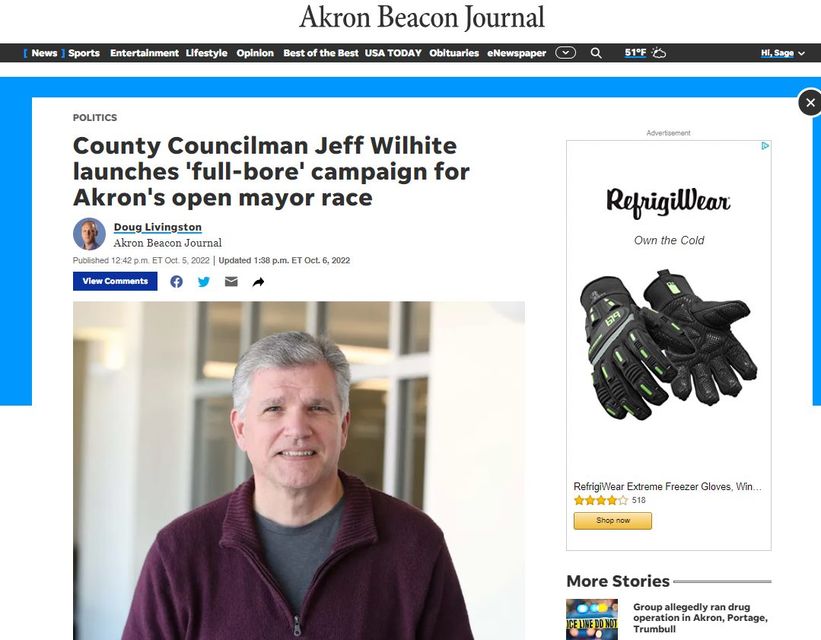 Akron Beacon Journal
[ News ] Sports Entertainment Lifestyle Opinion Best of the Best USA TODAY Obituaries eNewspaper 51°F Hi, Sage
POLITICS
County Councilman Jeff Wilhite
launches 'full-bore' campaign for
Akron's open mayor race
Doug Livingston
Akron Beacon Journal
Published 12:42 p.m. ET Oct. 5, 2022 | Updated 1:38 p.m. ET Oct. 6, 2022
View Comments
Advertisement
RefrigiWear
Own the Cold
RefrigiWear Extreme Freezer Gloves, Win...
518
Shop now
More Stories
Group allegedly ran drug
operation in Akron, Portage,
Trumbull
ICE LINE DO NOT